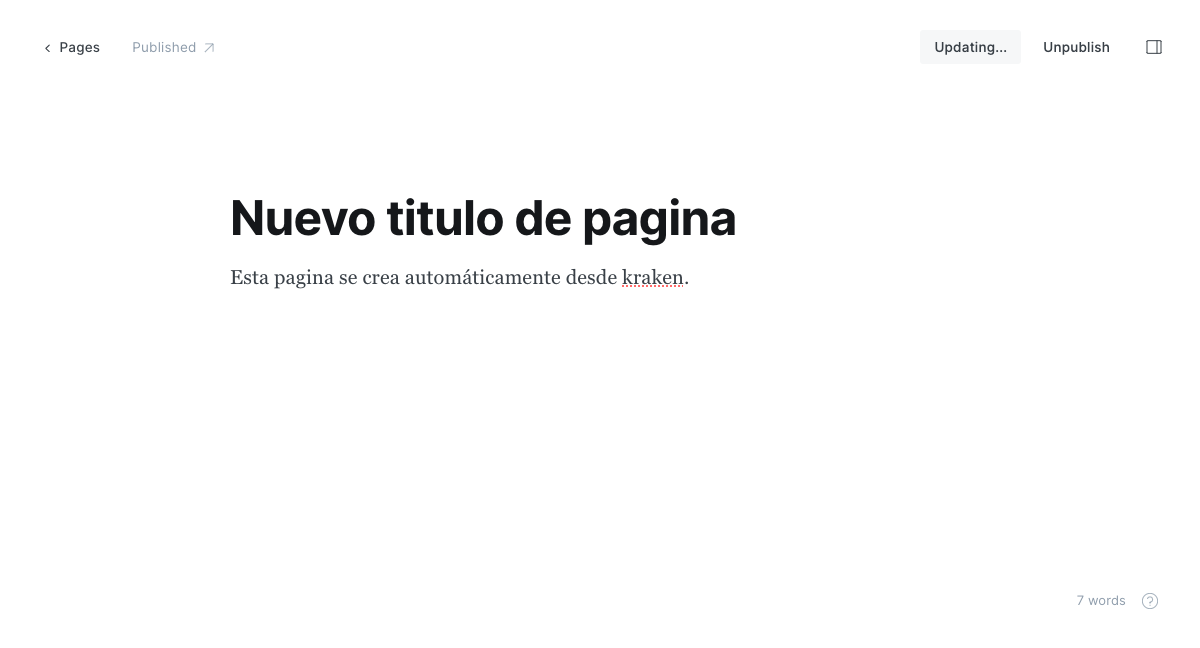 Pages
Published
Updating...
Unpublish
Nuevo titulo de pagina
Esta pagina se crea automáticamente desde kraken.
7 words
?